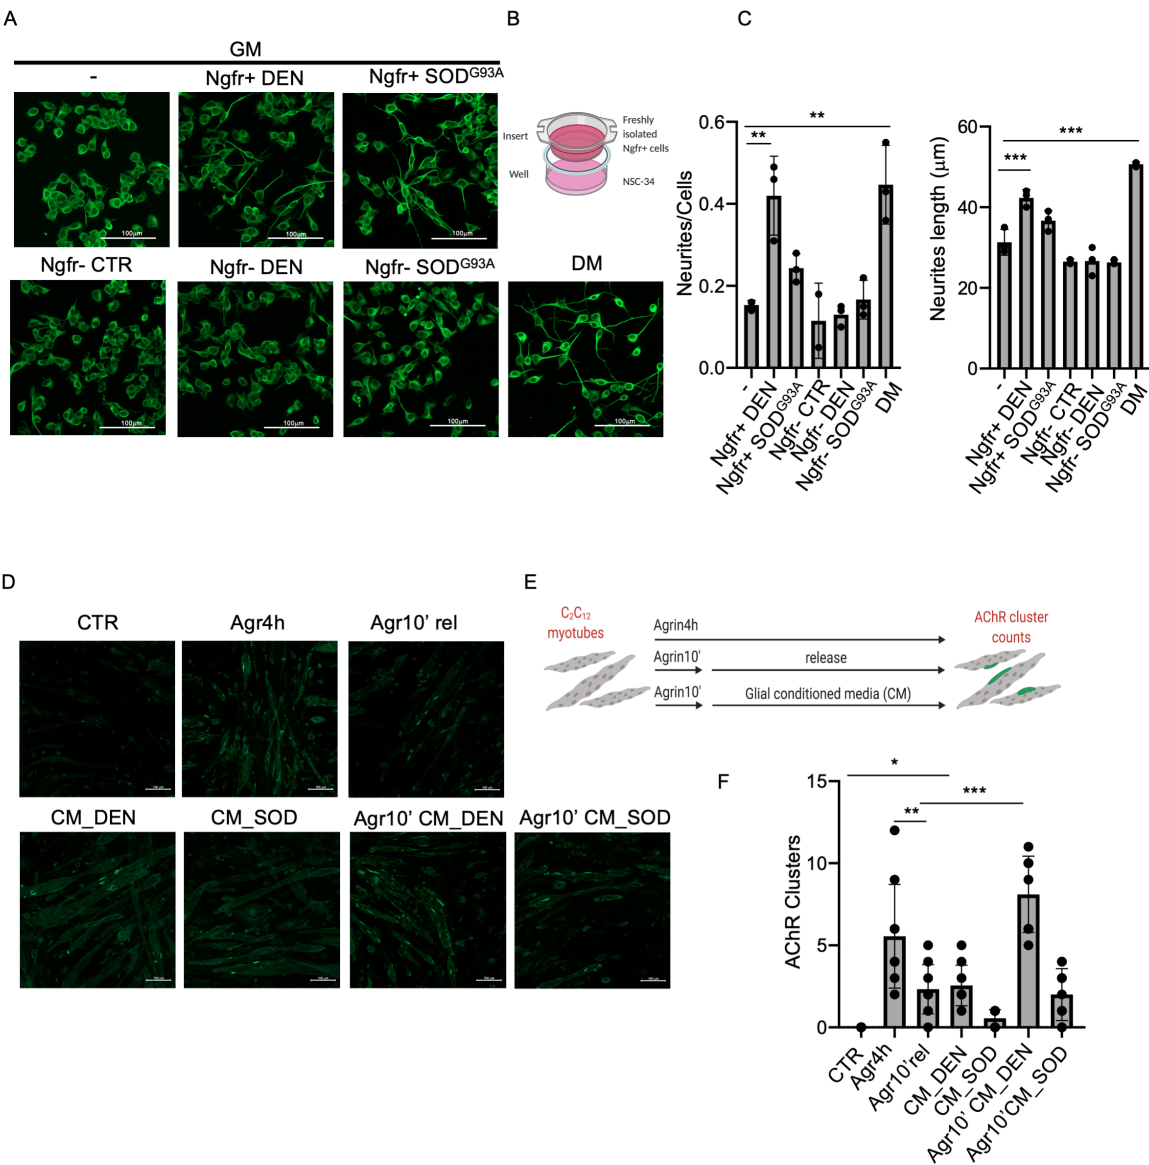 A
GM
-
Ngfr+ DEN
Ngfr+ SODG93A
100μm
100μm
100μm
Ngfr- CTR
Ngfr- DEN
Ngfr- SODG93A
DM
100μm
100μm
100μm
100μm
B
Insert
Well
Freshly
isolated
Ngfr+ cells
NSC-34
C
Neurites/Cells
0.6
0.4
0.2
0.0
**
**
-
Ngfr+ DEN
Ngfr+ SODG93A
Ngfr- CTR
Ngfr- DEN
Ngfr- SODG93A
DM
Neurites length (μm)
60
40
20
0
***
***
-
Ngfr+ DEN
Ngfr+ SODG93A
Ngfr- CTR
Ngfr- DEN
Ngfr- SODG93A
DM
D
CTR
Agr4h
Agr10’ rel
CM_DEN
CM_SOD
Agr10’ CM_DEN
Agr10’ CM_SOD
E
C2C12
myotubes
Agrin4h
Agrin10'
release
Agrin10'
Glial conditioned media (CM)
AChR cluster
counts
F
AChR Clusters
15
10
5
0
*
**
***
CTR
Agr4h
Agr10’rel
CM_DEN
CM_SOD
Agr10’ CM_DEN
Agr10’CM_SOD